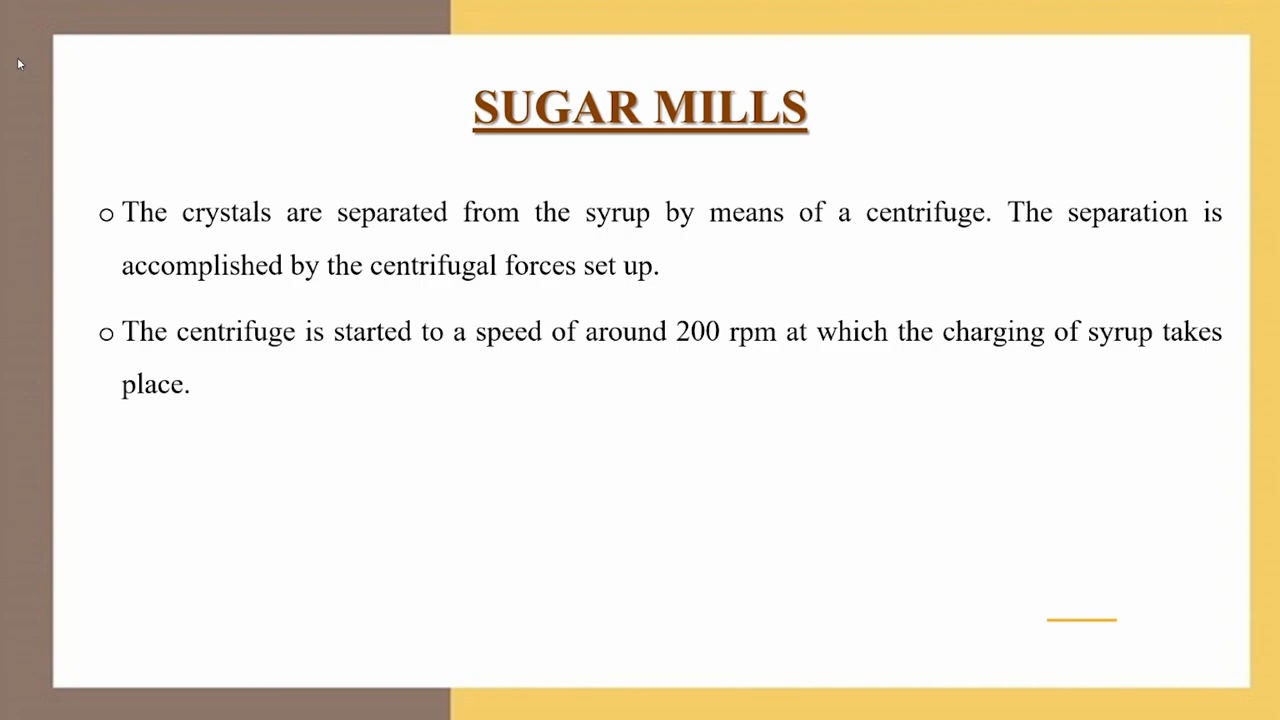 SUGAR MILLS
o The crystals are separated from the syrup by means of a centrifuge. The separation is
accomplished by the centrifugal forces set up.
o The centrifuge is started to a speed of around 200 rpm at which the charging of syrup takes
place.